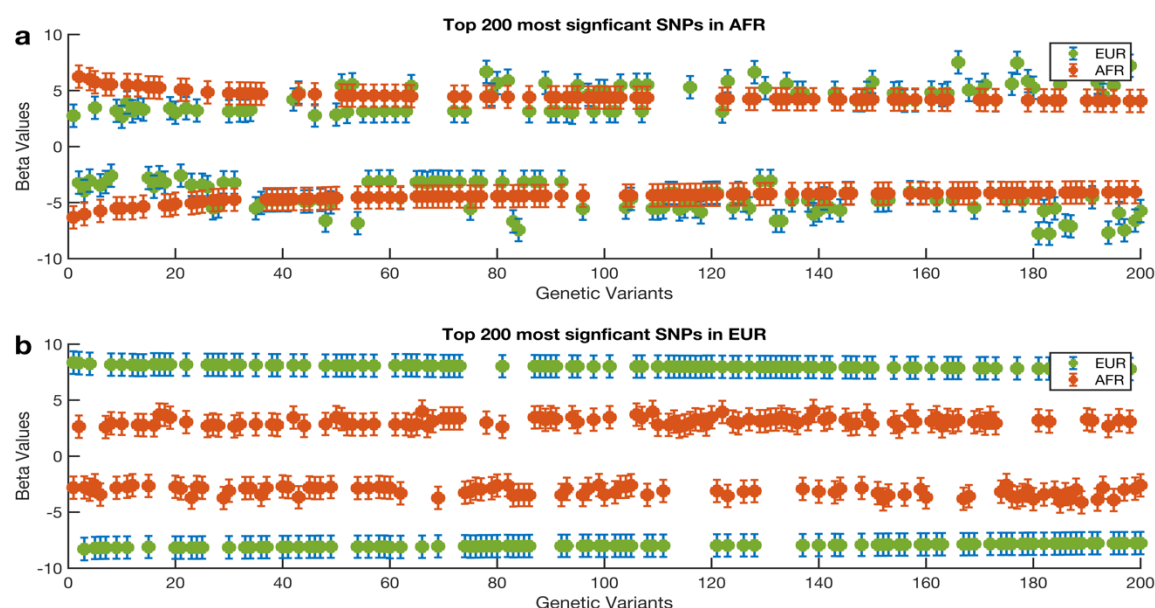 Top 200 most signficant SNPs in AFR
a
10
5
0
-5
-10
Beta Values
EUR
AFR
0 20 40 60 80 100 120 140 160 180 200
Genetic Variants
Top 200 most signficant SNPs in EUR
b
10
5
0
-5
-10
Beta Values
EUR
AFR
0 20 40 60 80 100 120 140 160 180 200
Genetic Variants